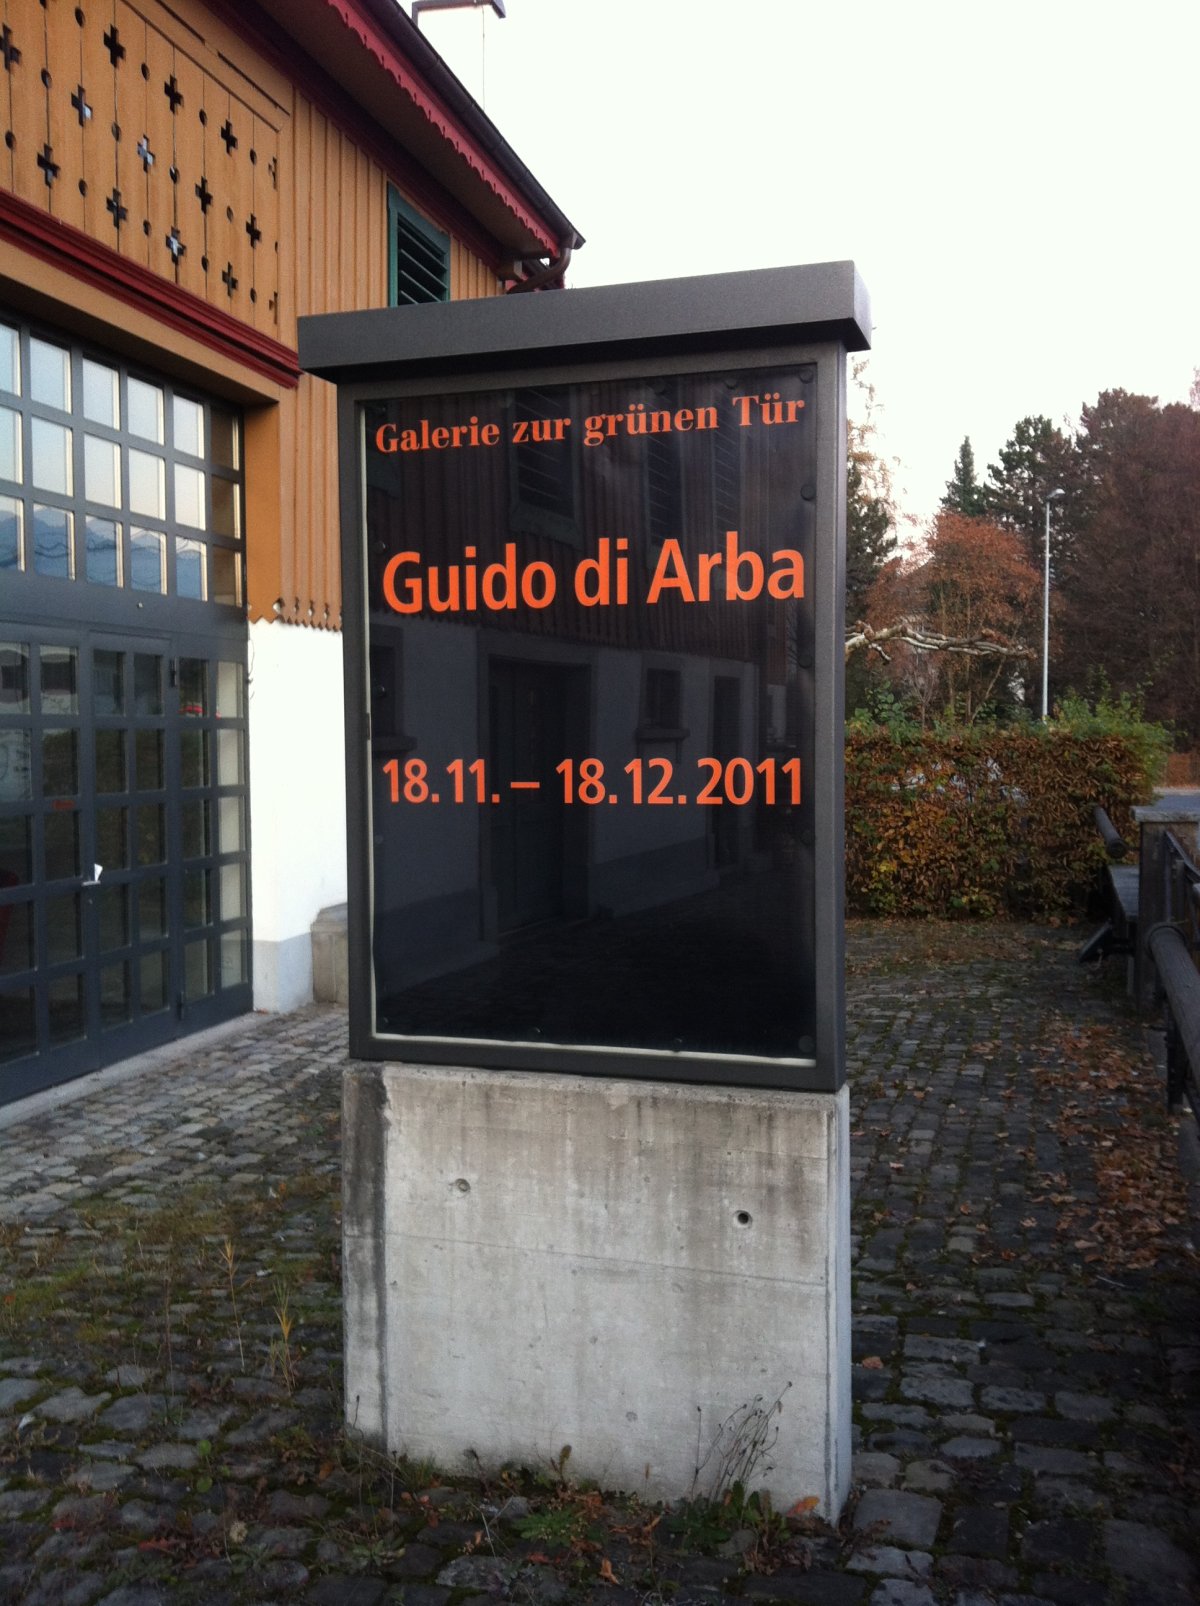 Galerie zur grünen Tür
Guido di Arba
18.11. – 18.12.2011